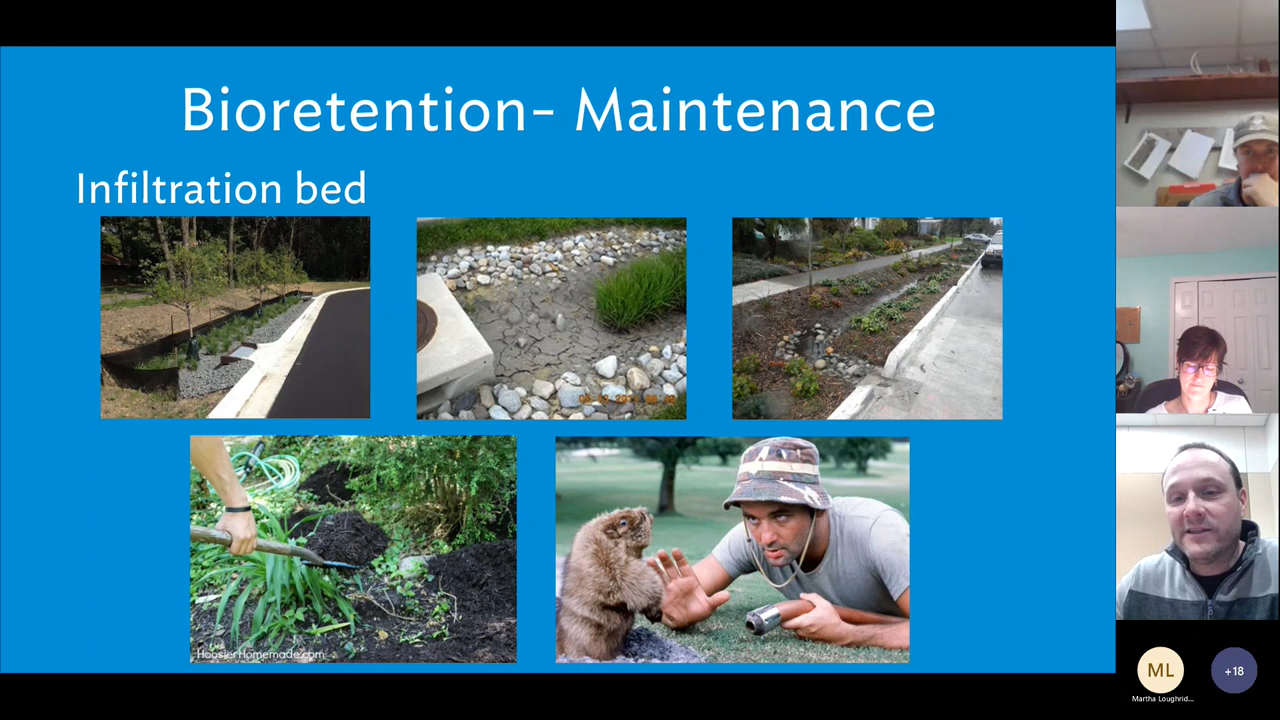 Bioretention- Maintenance
Infiltration bed
HoosierHomemade.com
ML
+18
Martha Loughrid...